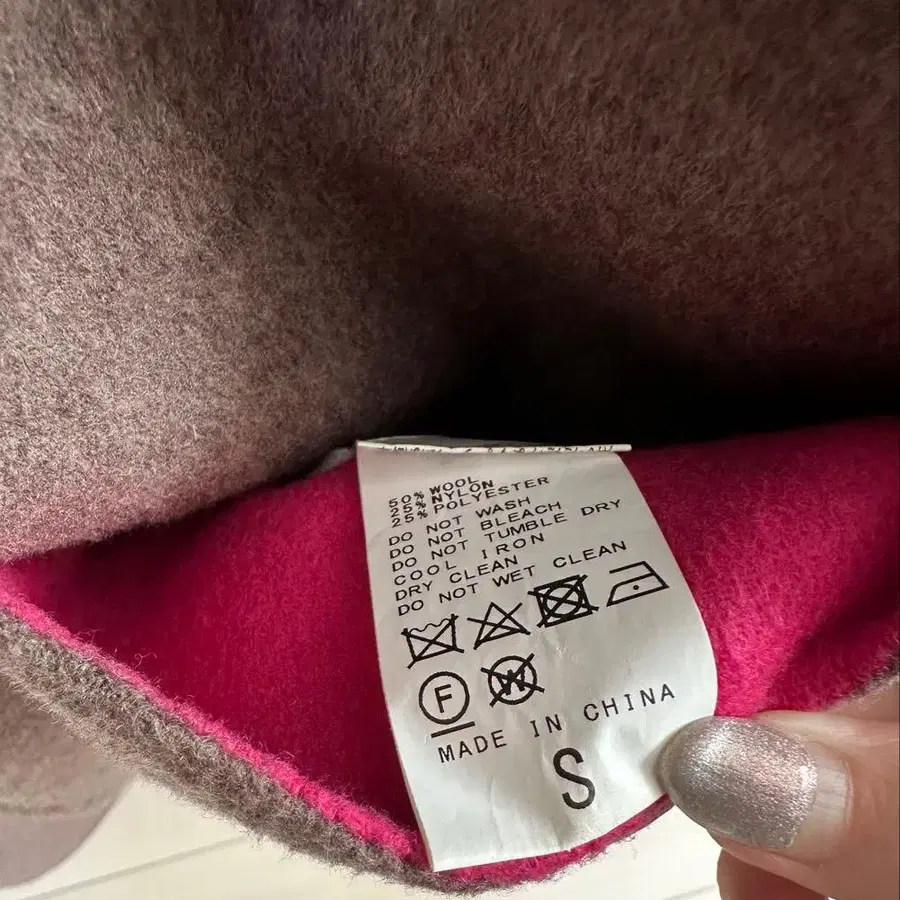 50% WOOL
25% NYLON
25% POLYESTER
DO NOT WASH
DO NOT BLEACH
DO NOT TUMBLE DRY
COOL IRON
DRY CLEAN
DO NOT WET CLEAN
F W
MADE IN CHINA
S